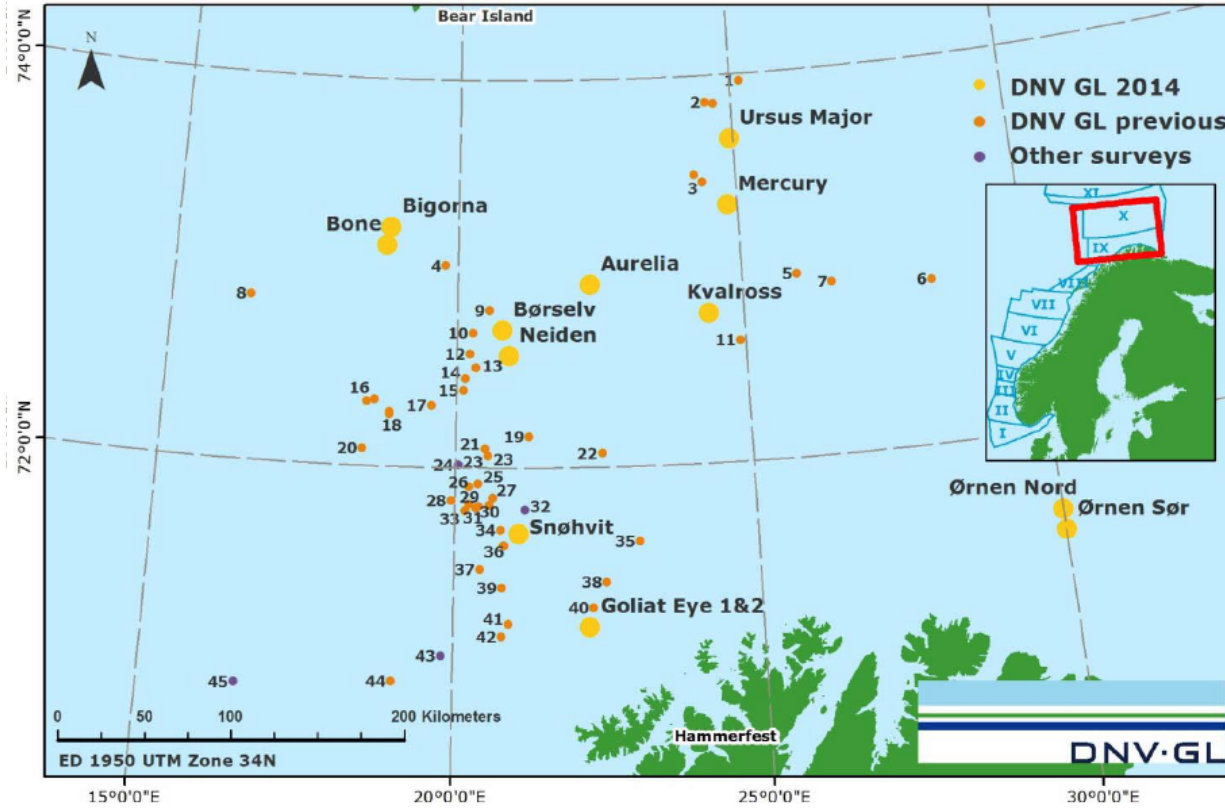 Bear Island
74°0'0"N
N
1
DNV GL 2014
2
DNV GL previous
Ursus Major
Other surveys
3
Mercury
XI
X
IX
VIII
VII
VI
V
IV
III
II
I
Bigorna
Bone
4
Aurelia
5
6
7
8
Kvalross
9
Børselv
10
Neiden
11
12
13
14
15
16
17
18
19
72°0'0"N
20
21
22
23
23
24
25
26
27
28
29
30
31
32
33
Ørnen Nord
Ørnen Sør
34
Snøhvit
35
36
37
38
39
40
Goliat Eye 1&2
41
42
43
44
45
0 50 100 200 Kilometers
Hammerfest
ED 1950 UTM Zone 34N
DNV·GL
15°0'0"E 20°0'0"E 25°0'0"E 30°0'0"E